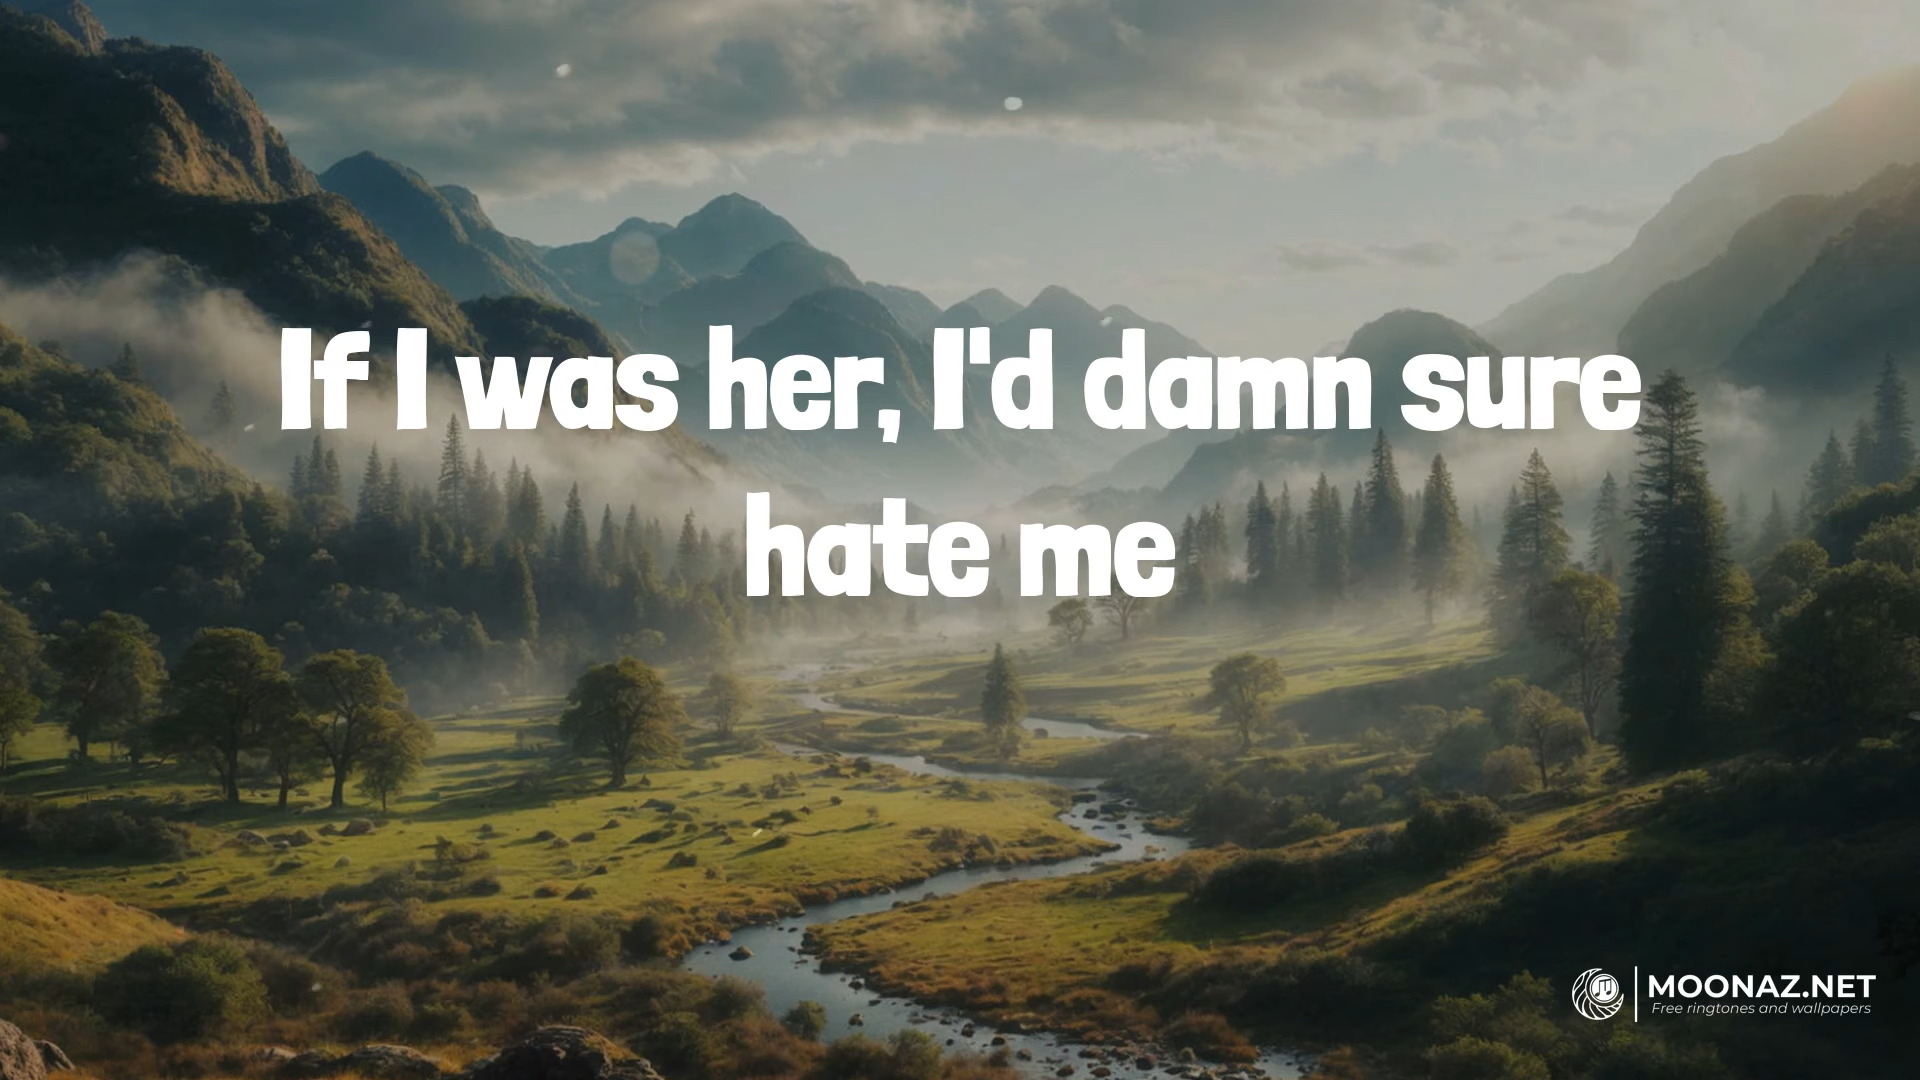 If I was her, I'd damn sure
hate me
MOONAZ.NET
Free ringtones and wallpapers